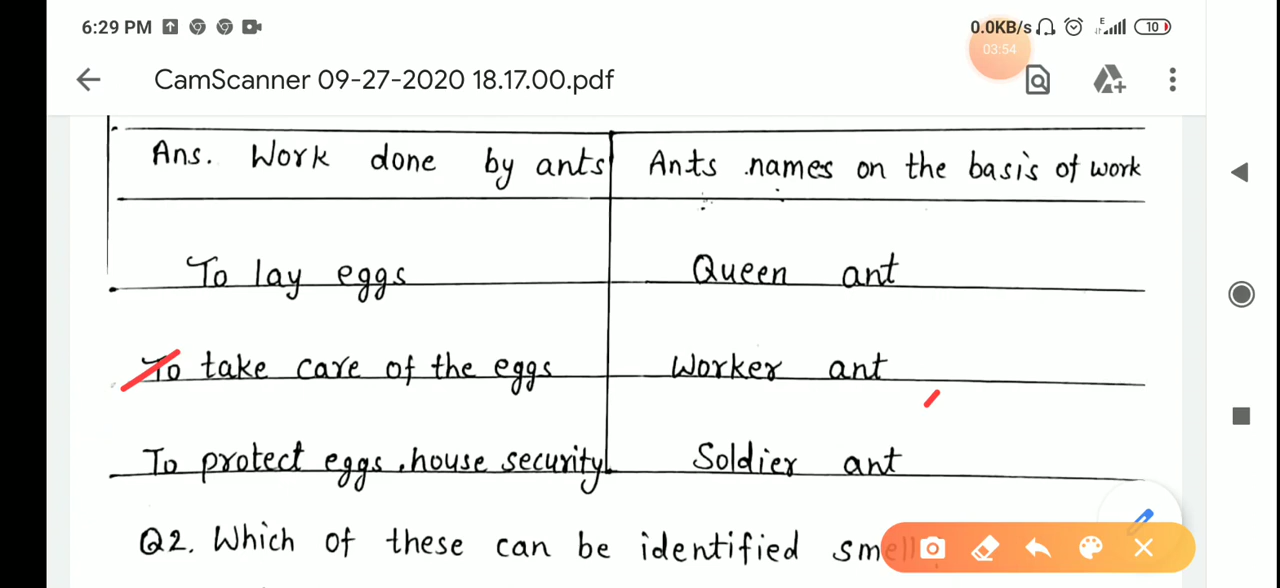 6:29 PM
0.0KB/s
10
03:54
CamScanner 09-27-2020 18.17.00.pdf
Ans. Work done by ants Ants names on the basis of work
To lay eggs Queen ant
To take care of the eggs Worker ant
To protect eggs, house security Soldier ant
Q2. Which of these can be identified